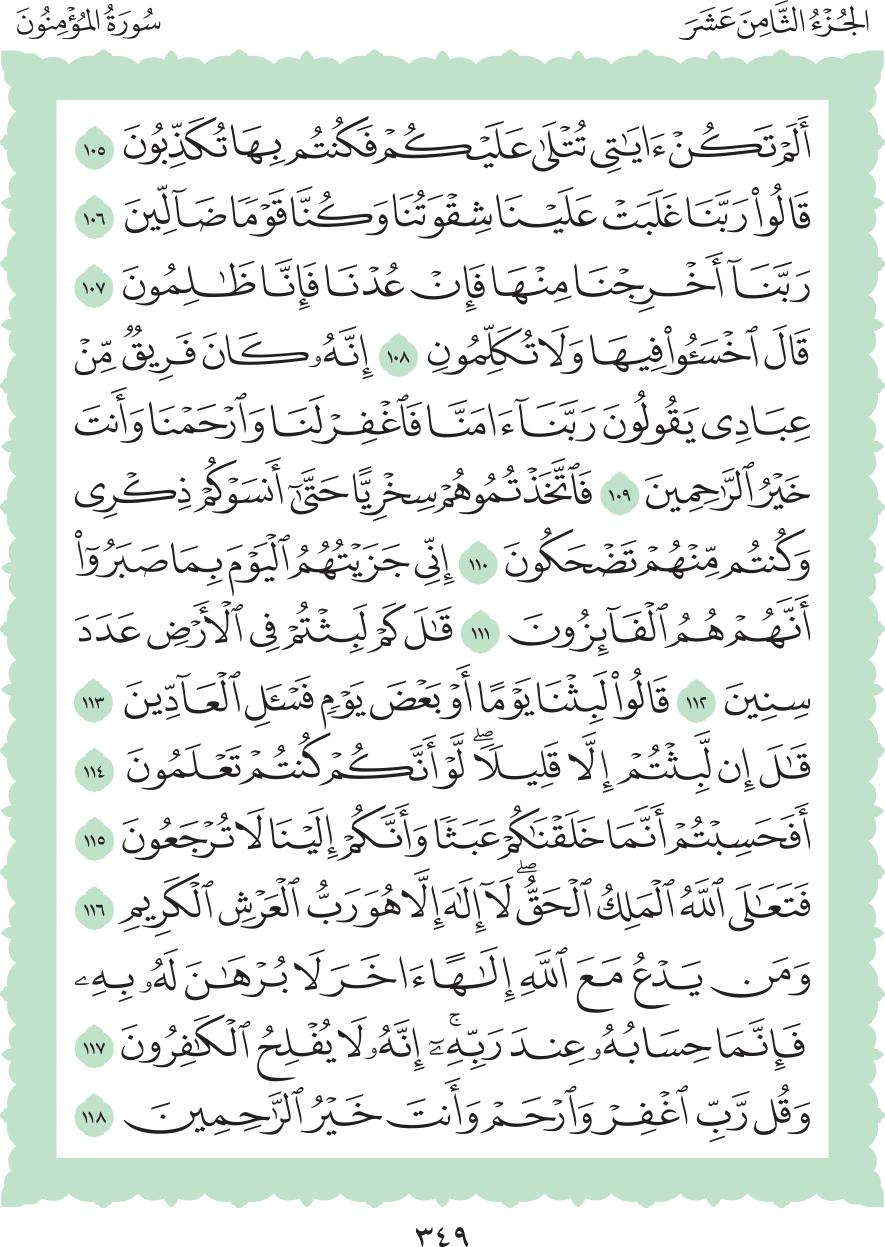 الجُزْءُ الثَّامِنَ عَشَرَ
سُورَةُ المُؤْمِنُونَ
أَلَمْ تَكُنْ ءَايَٰتِى تُتْلَىٰ عَلَيْكُمْ فَكُنتُم بِهَا تُكَذِّبُونَ ١٠٥
قَالُوا۟ رَبَّنَا غَلَبَتْ عَلَيْنَا شِقْوَتُنَا وَكُنَّا قَوْمًا ضَآلِّينَ ١٠٦
رَبَّنَآ أَخْرِجْنَا مِنْهَا فَإِنْ عُدْنَا فَإِنَّا ظَٰلِمُونَ ١٠٧
قَالَ ٱخْسَـُٔوا۟ فِيهَا وَلَا تُكَلِّمُونِ ١٠٨ إِنَّهُۥ كَانَ فَرِيقٌ مِّنْ
عِبَادِى يَقُولُونَ رَبَّنَآ ءَامَنَّا فَٱغْفِرْ لَنَا وَٱرْحَمْنَا وَأَنتَ
خَيْرُ ٱلرَّٰحِمِينَ ١٠٩ فَٱتَّخَذْتُمُوهُمْ سِخْرِيًّا حَتَّىٰٓ أَنسَوْكُمْ ذِكْرِى
وَكُنتُم مِّنْهُمْ تَضْحَكُونَ ١١٠ إِنِّى جَزَيْتُهُمُ ٱلْيَوْمَ بِمَا صَبَرُوٓا۟
أَنَّهُمْ هُمُ ٱلْفَآئِزُونَ ١١١ قَٰلَ كَمْ لَبِثْتُمْ فِى ٱلْأَرْضِ عَدَدَ
سِنِينَ ١١٢ قَالُوا۟ لَبِثْنَا يَوْمًا أَوْ بَعْضَ يَوْمٍ فَسْـَٔلِ ٱلْعَآدِّينَ ١١٣
قَٰلَ إِن لَّبِثْتُمْ إِلَّا قَلِيلًاۖ لَّوْ أَنَّكُمْ كُنتُمْ تَعْلَمُونَ ١١٤
أَفَحَسِبْتُمْ أَنَّمَا خَلَقْنَٰكُمْ عَبَثًا وَأَنَّكُمْ إِلَيْنَا لَا تُرْجَعُونَ ١١٥
فَتَعَٰلَى ٱللَّهُ ٱلْمَلِكُ ٱلْحَقُّۖ لَآ إِلَٰهَ إِلَّا هُوَ رَبُّ ٱلْعَرْشِ ٱلْكَرِيمِ ١١٦
وَمَن يَدْعُ مَعَ ٱللَّهِ إِلَٰهًا ءَاخَرَ لَا بُرْهَٰنَ لَهُۥ بِهِۦ
فَإِنَّمَا حِسَابُهُۥ عِندَ رَبِّهِۦٓۚ إِنَّهُۥ لَا يُفْلِحُ ٱلْكَٰفِرُونَ ١١٧
وَقُل رَّبِّ ٱغْفِرْ وَٱرْحَمْ وَأَنتَ خَيْرُ ٱلرَّٰحِمِينَ ١١٨
٣٤٩